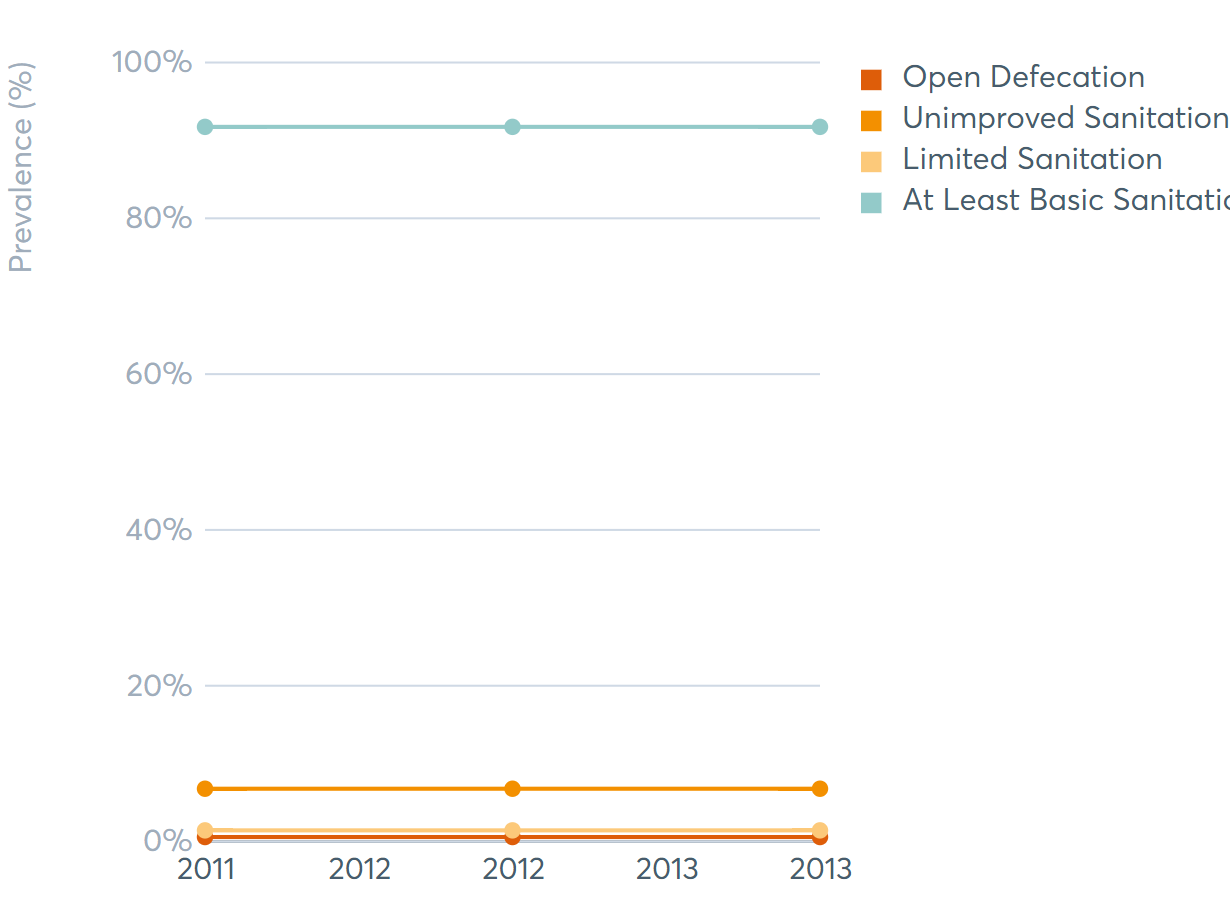 Prevalence (%)
100%
80%
60%
40%
20%
0%
2011 2012 2012 2013 2013
Open Defecation
Unimproved Sanitation
Limited Sanitation
At Least Basic Sanitatio